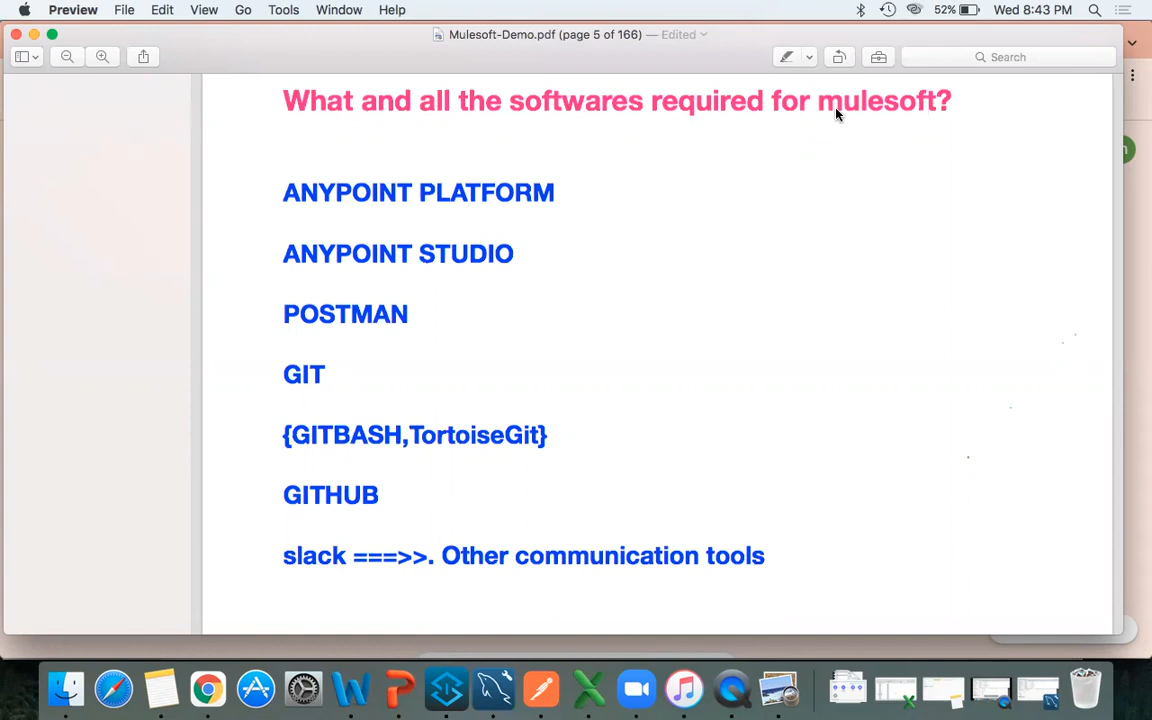 Preview File Edit View Go Tools Window Help 52% Wed 8:43 PM
Mulesoft-Demo.pdf (page 5 of 166) — Edited
Search
What and all the softwares required for mulesoft?
ANYPOINT PLATFORM
ANYPOINT STUDIO
POSTMAN
GIT
{GITBASH,TortoiseGit}
GITHUB
slack ===>>. Other communication tools